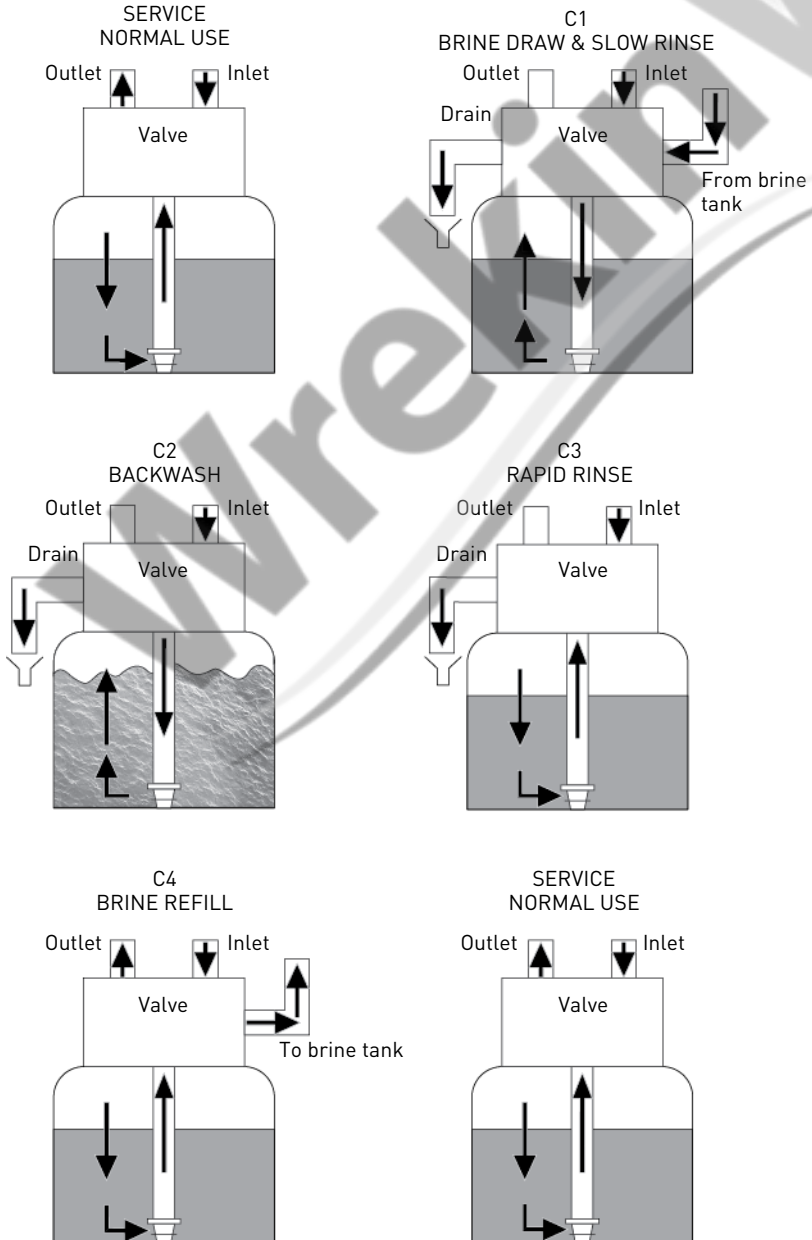 SERVICE
NORMAL USE
Outlet
Inlet
Valve
C1
BRINE DRAW & SLOW RINSE
Outlet
Inlet
Drain
Valve
From brine
tank
C2
BACKWASH
Outlet
Inlet
Drain
Valve
C3
RAPID RINSE
Outlet
Inlet
Drain
Valve
C4
BRINE REFILL
Outlet
Inlet
Valve
To brine tank
SERVICE
NORMAL USE
Outlet
Inlet
Valve
Wrekinw